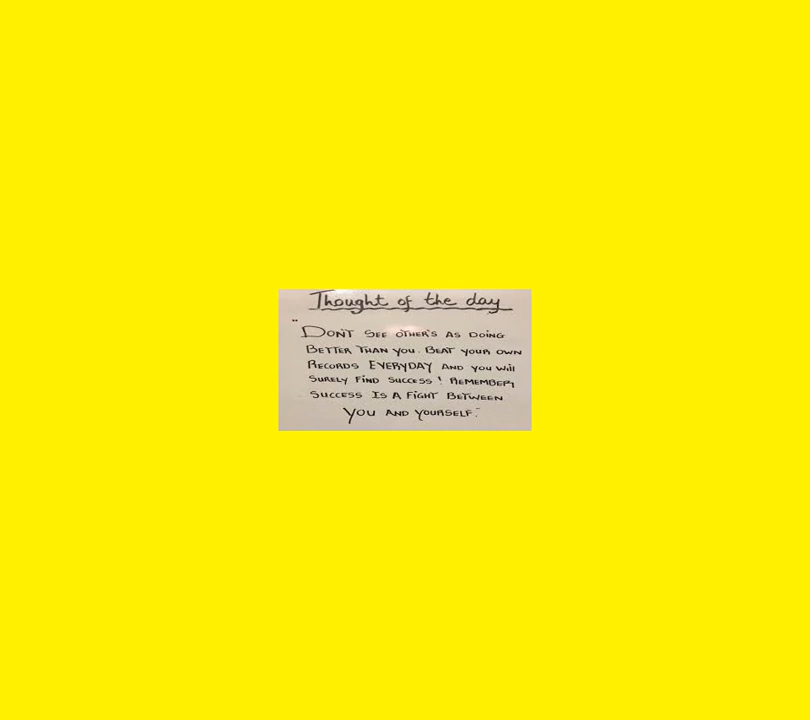 Thought of the day
"DON'T SEE OTHER'S AS DOING
BETTER THAN YOU. BEAT YOUR OWN
RECORDS EVERYDAY AND YOU WILL
SURELY FIND SUCCESS! REMEMBER,
SUCCESS IS A FIGHT BETWEEN
YOU AND YOURSELF."